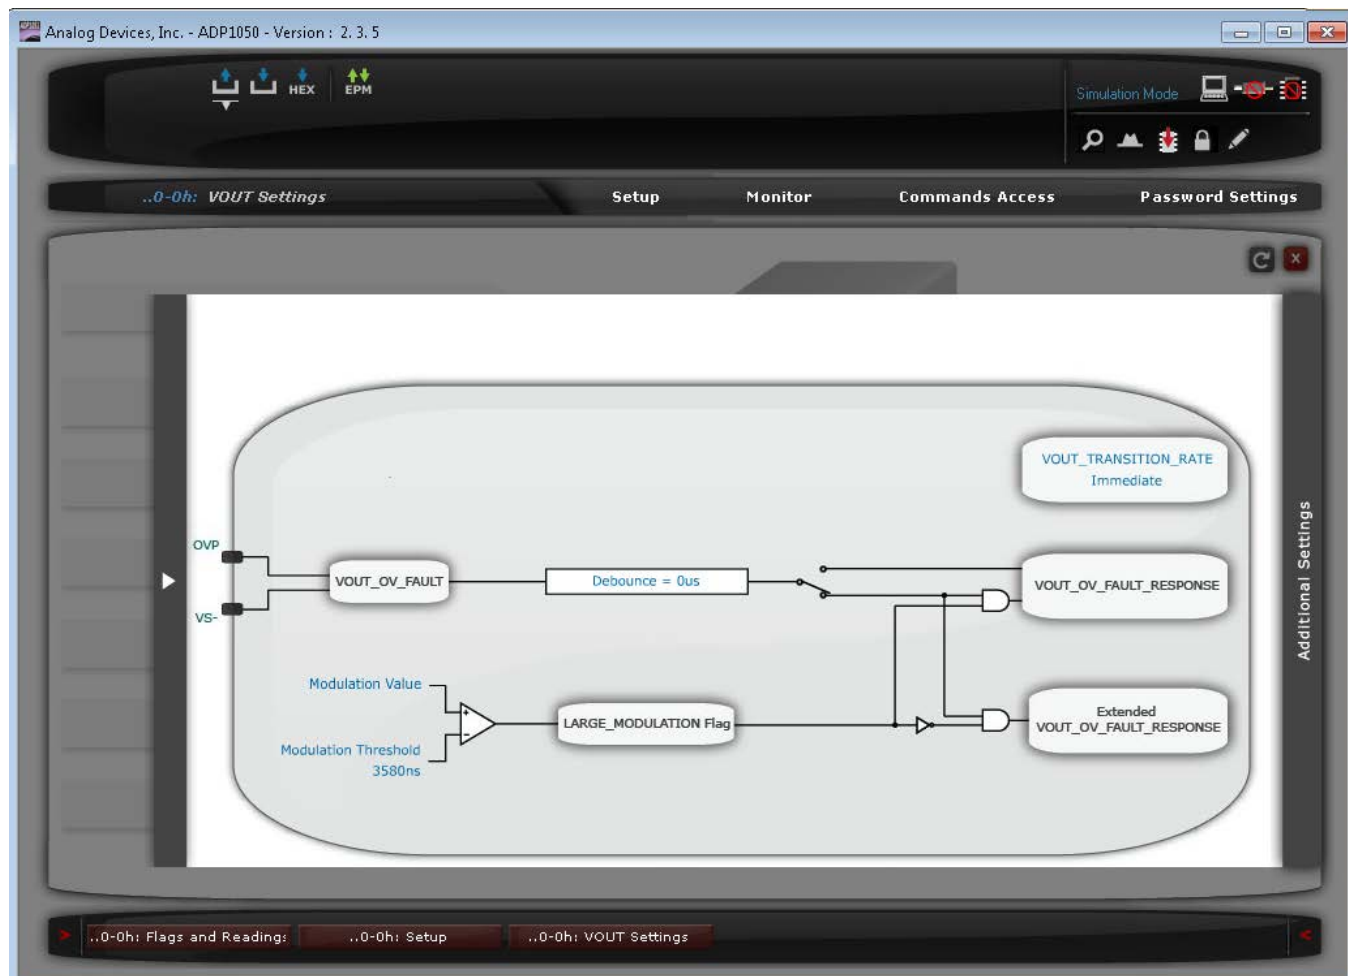 Analog Devices, Inc. - ADP1050 - Version : 2. 3. 5
HEX
EPM
Simulation Mode
..0-0h: VOUT Settings
Setup
Monitor
Commands Access
Password Settings
VOUT_TRANSITION_RATE
Immediate
OVP
VOUT_OV_FAULT
Debounce = 0us
VOUT_OV_FAULT_RESPONSE
VS-
Modulation Value
+
-
LARGE_MODULATION Flag
Modulation Threshold
3580ns
Extended
VOUT_OV_FAULT_RESPONSE
Additional Settings
..0-0h: Flags and Readings
..0-0h: Setup
..0-0h: VOUT Settings